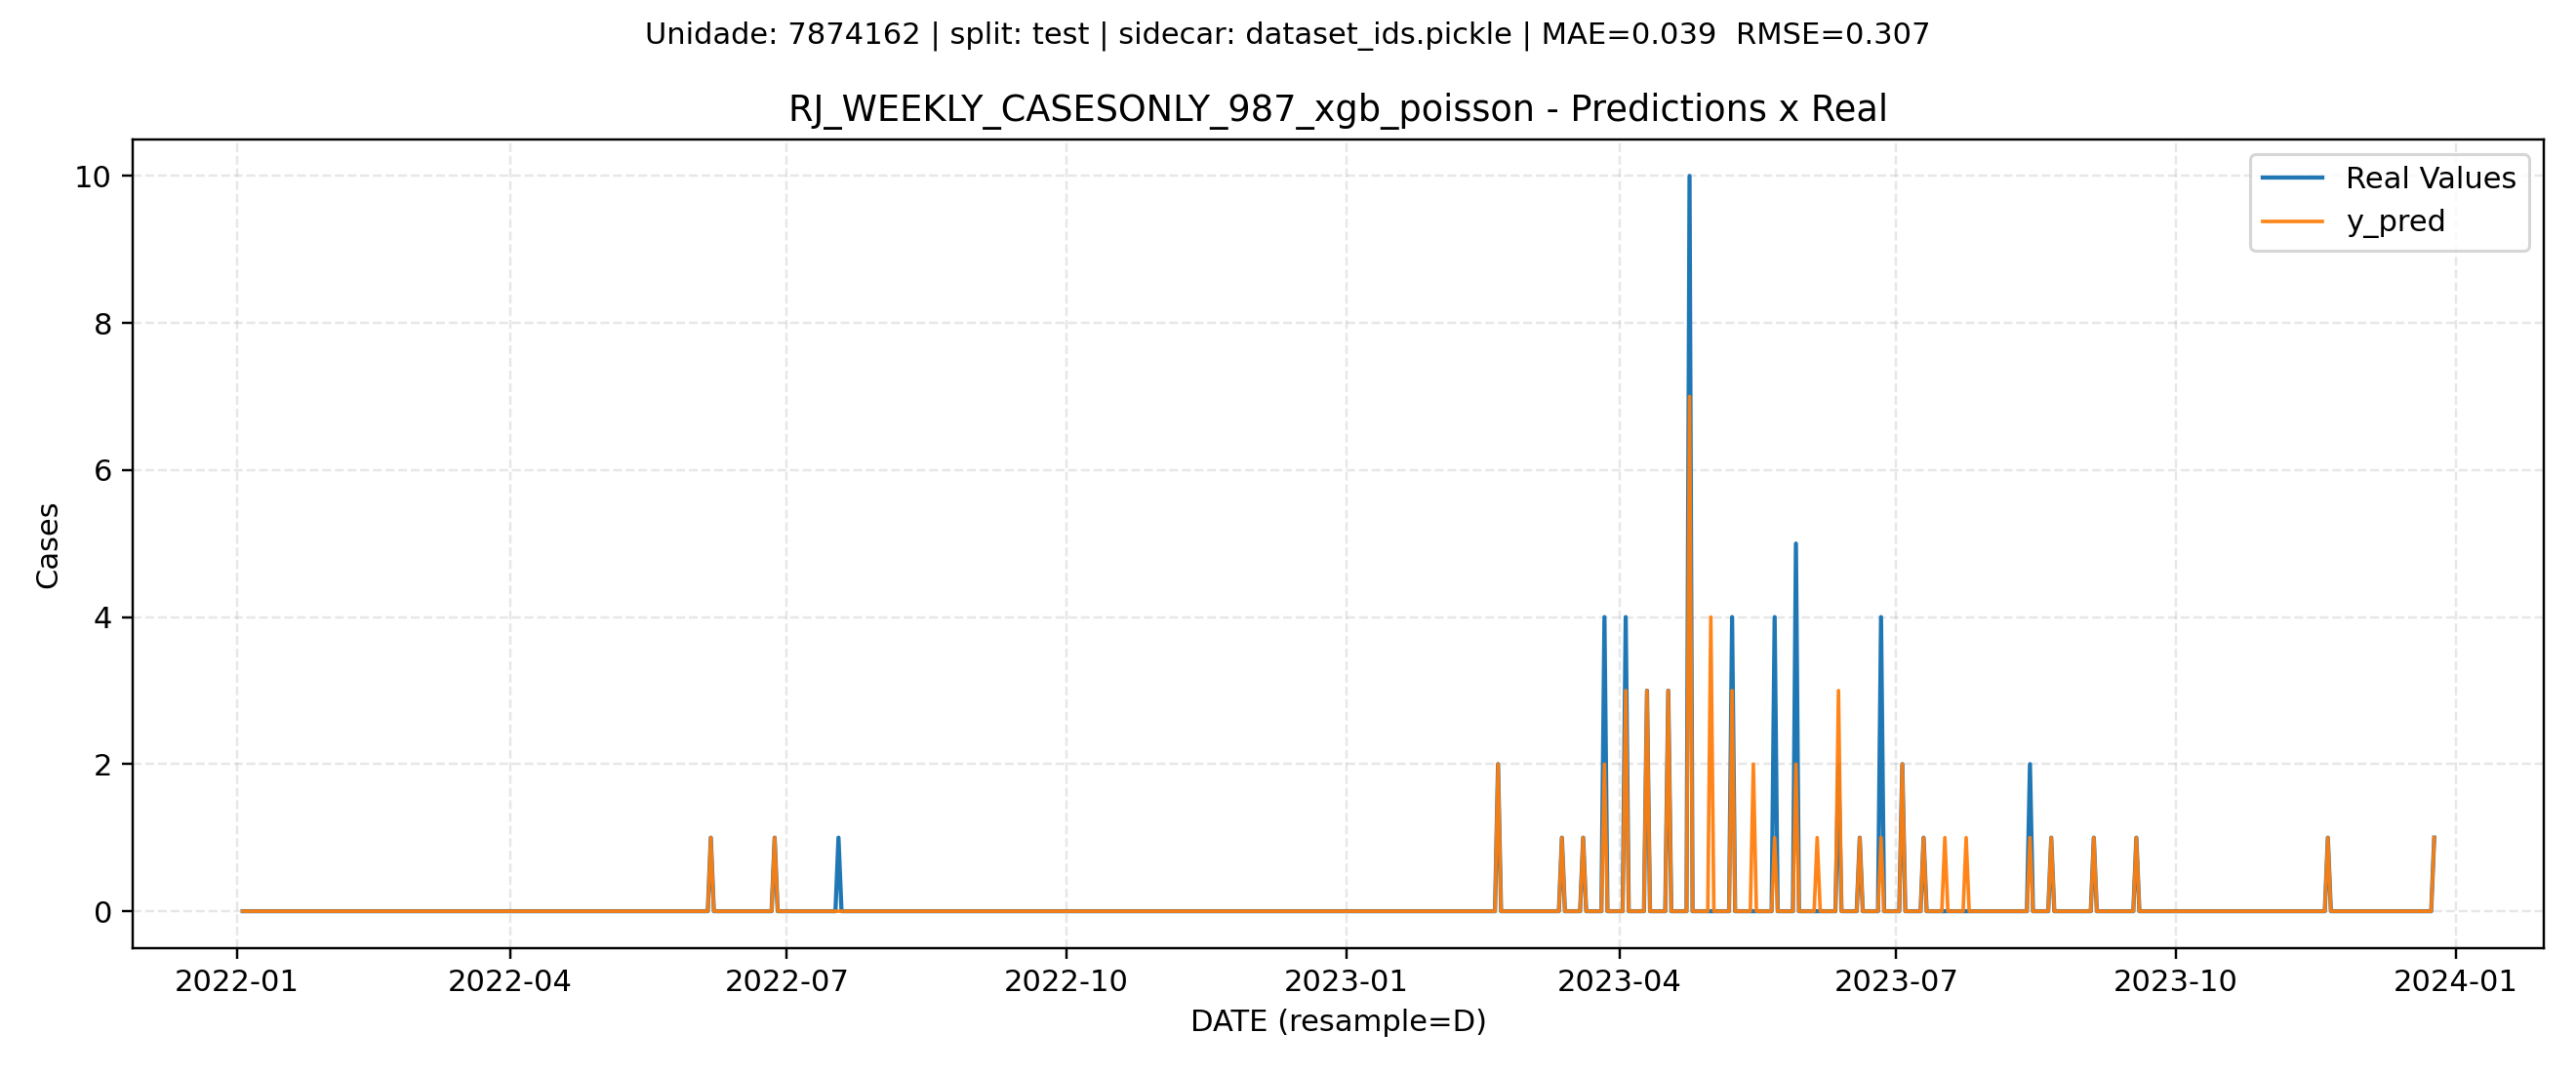 Unidade: 7874162 | split: test | sidecar: dataset_ids.pickle | MAE=0.039  RMSE=0.307
RJ_WEEKLY_CASESONLY_987_xgb_poisson - Predictions x Real
Real Values
y_pred
10
8
6
4
2
0
Cases
2022-01
2022-04
2022-07
2022-10
2023-01
2023-04
2023-07
2023-10
2024-01
DATE (resample=D)